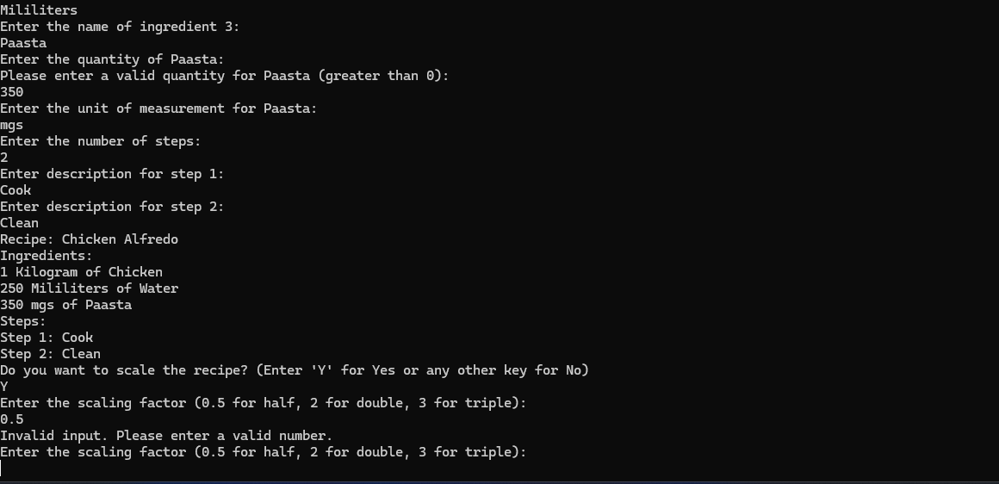 Mililiters
Enter the name of ingredient 3:
Paasta
Enter the quantity of Paasta:
Please enter a valid quantity for Paasta (greater than 0):
350
Enter the unit of measurement for Paasta:
mgs
Enter the number of steps:
2
Enter description for step 1:
Cook
Enter description for step 2:
Clean
Recipe: Chicken Alfredo
Ingredients:
1 Kilogram of Chicken
250 Mililiters of Water
350 mgs of Paasta
Steps:
Step 1: Cook
Step 2: Clean
Do you want to scale the recipe? (Enter 'Y' for Yes or any other key for No)
Y
Enter the scaling factor (0.5 for half, 2 for double, 3 for triple):
0.5
Invalid input. Please enter a valid number.
Enter the scaling factor (0.5 for half, 2 for double, 3 for triple):